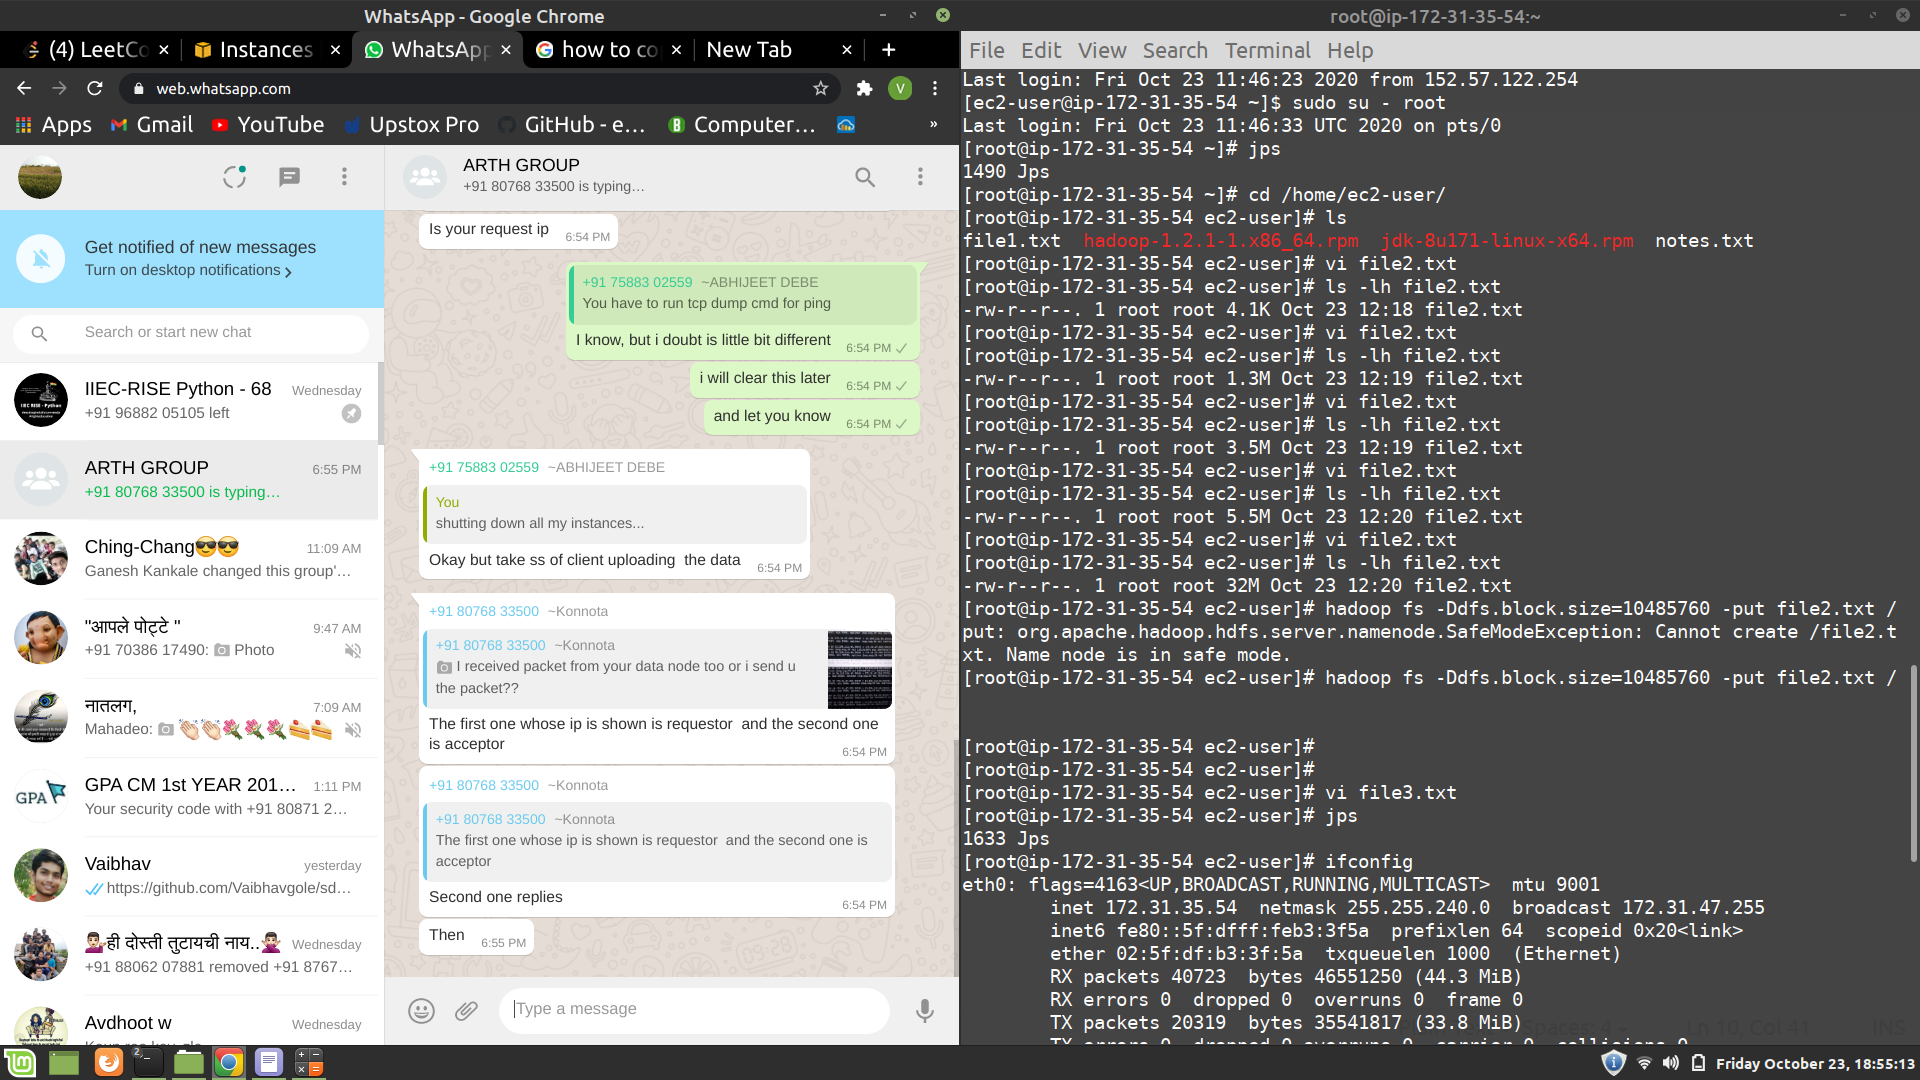 WhatsApp - Google Chrome
(4) LeetCo
Instances
WhatsApp
how to co
New Tab
web.whatsapp.com
V
Apps
Gmail
YouTube
Upstox Pro
GitHub - e...
Computer...
»
Get notified of new messages
Turn on desktop notifications
Search or start new chat
IIEC-RISE Python - 68
Wednesday
+91 96882 05105 left
ARTH GROUP
6:55 PM
+91 80768 33500 is typing...
Ching-Chang😎😎
11:09 AM
Ganesh Kankale changed this group'...
"आपले पोट्टे "
9:47 AM
+91 70386 17490: Photo
नातलग,
7:09 AM
Mahadeo: 👏🏻👏🏻💐💐💐🍰🍰
GPA
GPA CM 1st YEAR 201...
1:11 PM
Your security code with +91 80871 2...
Vaibhav
yesterday
https://github.com/Vaibhavgole/sd...
ही दोस्ती तुटायची नाय..
Wednesday
+91 88062 07881 removed +91 8767...
Avdhoot w
Wednesday
ARTH GROUP
+91 80768 33500 is typing...
Is your request ip
6:54 PM
+91 75883 02559 ~ABHIJEET DEBE
You have to run tcp dump cmd for ping
I know, but i doubt is little bit different
6:54 PM
i will clear this later
6:54 PM
and let you know
6:54 PM
+91 75883 02559 ~ABHIJEET DEBE
You
shutting down all my instances...
Okay but take ss of client uploading  the data
6:54 PM
+91 80768 33500 ~Konnota
+91 80768 33500 ~Konnota
I received packet from your data node too or i send u
the packet??
The first one whose ip is shown is requestor  and the second one
is acceptor
6:54 PM
+91 80768 33500 ~Konnota
+91 80768 33500 ~Konnota
The first one whose ip is shown is requestor  and the second one is
acceptor
Second one replies
6:54 PM
Then
6:55 PM
Type a message
root@ip-172-31-35-54:~
File Edit View Search Terminal Help
Last login: Fri Oct 23 11:46:23 2020 from 152.57.122.254
[ec2-user@ip-172-31-35-54 ~]$ sudo su - root
Last login: Fri Oct 23 11:46:33 UTC 2020 on pts/0
[root@ip-172-31-35-54 ~]# jps
1490 Jps
[root@ip-172-31-35-54 ~]# cd /home/ec2-user/
[root@ip-172-31-35-54 ec2-user]# ls
file1.txt  hadoop-1.2.1-1.x86_64.rpm  jdk-8u171-linux-x64.rpm  notes.txt
[root@ip-172-31-35-54 ec2-user]# vi file2.txt
[root@ip-172-31-35-54 ec2-user]# ls -lh file2.txt
-rw-r--r--. 1 root root 4.1K Oct 23 12:18 file2.txt
[root@ip-172-31-35-54 ec2-user]# vi file2.txt
[root@ip-172-31-35-54 ec2-user]# ls -lh file2.txt
-rw-r--r--. 1 root root 1.3M Oct 23 12:19 file2.txt
[root@ip-172-31-35-54 ec2-user]# vi file2.txt
[root@ip-172-31-35-54 ec2-user]# ls -lh file2.txt
-rw-r--r--. 1 root root 3.5M Oct 23 12:19 file2.txt
[root@ip-172-31-35-54 ec2-user]# vi file2.txt
[root@ip-172-31-35-54 ec2-user]# ls -lh file2.txt
-rw-r--r--. 1 root root 5.5M Oct 23 12:20 file2.txt
[root@ip-172-31-35-54 ec2-user]# vi file2.txt
[root@ip-172-31-35-54 ec2-user]# ls -lh file2.txt
-rw-r--r--. 1 root root 32M Oct 23 12:20 file2.txt
[root@ip-172-31-35-54 ec2-user]# hadoop fs -Ddfs.block.size=10485760 -put file2.txt /
put: org.apache.hadoop.hdfs.server.namenode.SafeModeException: Cannot create /file2.t
xt. Name node is in safe mode.
[root@ip-172-31-35-54 ec2-user]# hadoop fs -Ddfs.block.size=10485760 -put file2.txt /
[root@ip-172-31-35-54 ec2-user]#
[root@ip-172-31-35-54 ec2-user]#
[root@ip-172-31-35-54 ec2-user]# vi file3.txt
[root@ip-172-31-35-54 ec2-user]# jps
1633 Jps
[root@ip-172-31-35-54 ec2-user]# ifconfig
eth0: flags=4163<UP,BROADCAST,RUNNING,MULTICAST>  mtu 9001
inet 172.31.35.54  netmask 255.255.240.0  broadcast 172.31.47.255
inet6 fe80::5f:dfff:feb3:3f5a  prefixlen 64  scopeid 0x20<link>
ether 02:5f:df:b3:3f:5a  txqueuelen 1000  (Ethernet)
RX packets 40723  bytes 46551250 (44.3 MiB)
RX errors 0  dropped 0  overruns 0  frame 0
TX packets 20319  bytes 35541817 (33.8 MiB)
TX errors 0  dropped 0 overruns 0  carrier 0  collisions 0
Spaces: 4
Ln 10, Col 41
INS
2
Friday October 23, 18:55:13